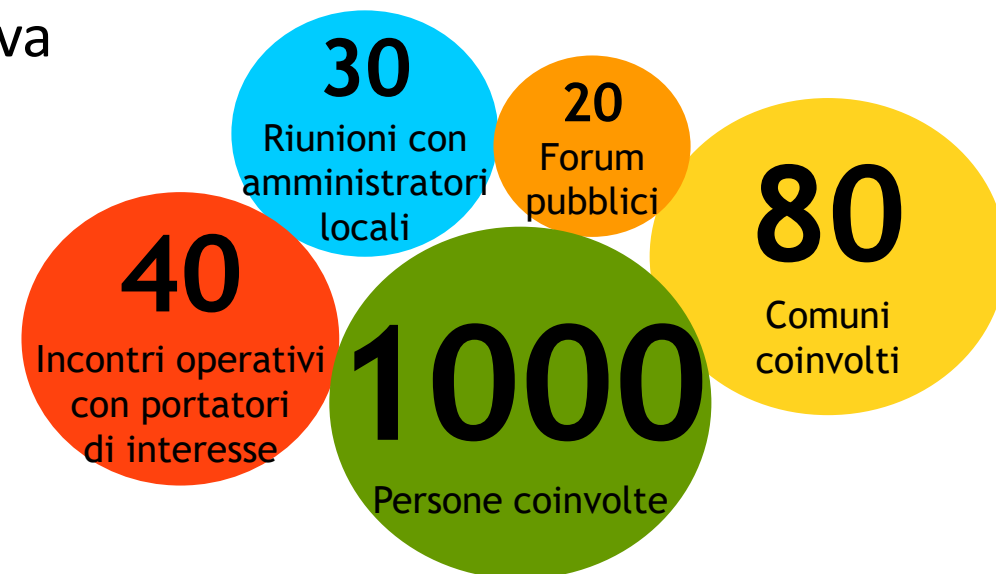 va
30
Riunioni con
amministratori
locali
20
Forum
pubblici
80
Comuni
coinvolti
40
Incontri operativi
con portatori
di interesse
1000
Persone coinvolte